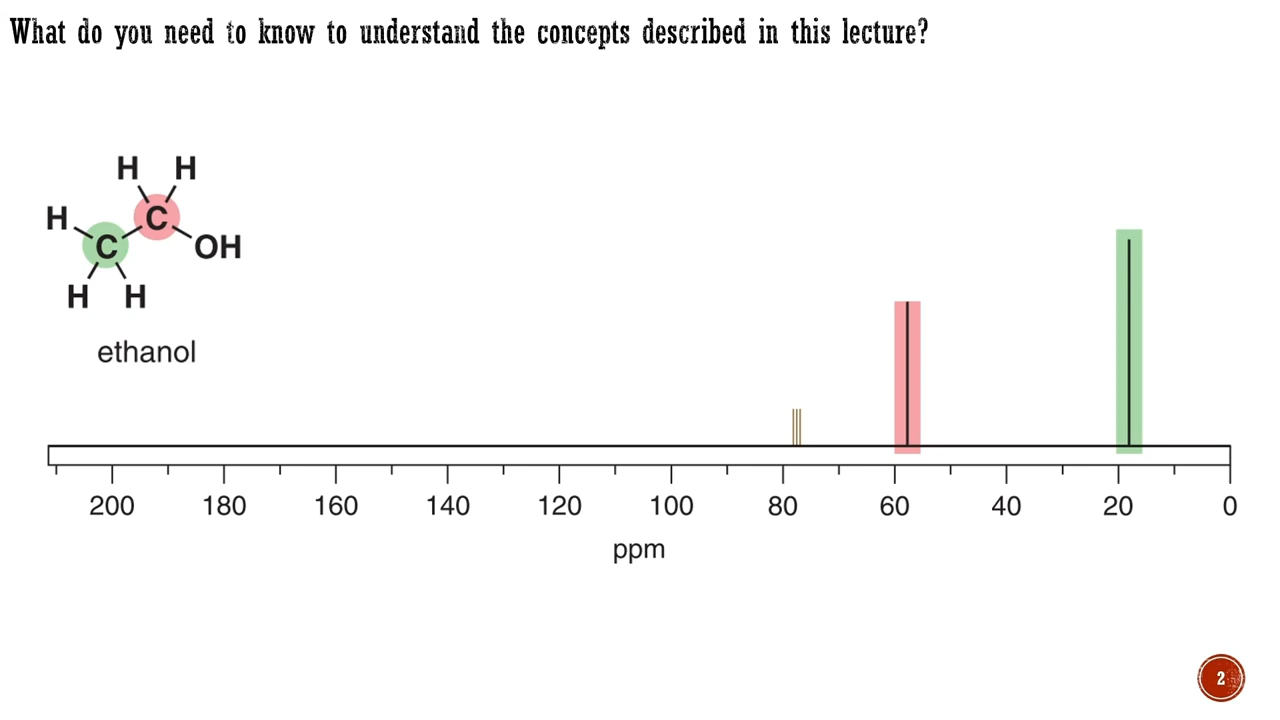 What do you need to know to understand the concepts described in this lecture?
H H
H C
C OH
H H
ethanol
200 180 160 140 120 100 80 60 40 20 0
ppm
2